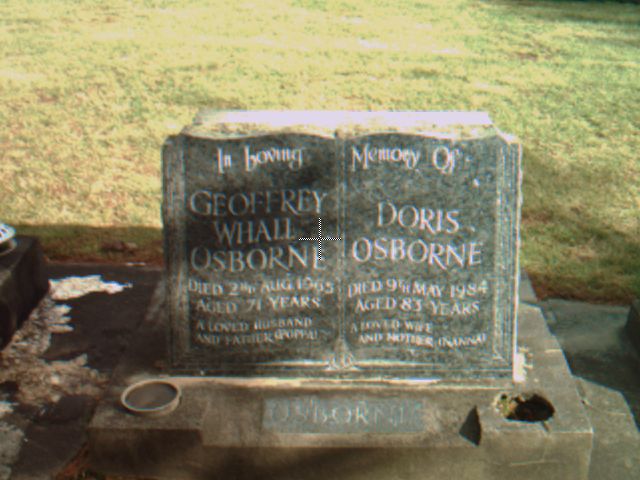 In Loving Memory Of
GEOFFREY
WHALL
OSBORNE
DIED 2ND AUG 1965
AGED 71 YEARS
A LOVED HUSBAND
AND FATHER (POPPA)
DORIS
OSBORNE
DIED 9TH MAY 1984
AGED 83 YEARS
A LOVED WIFE
AND MOTHER (NANNA)
OSBORNE